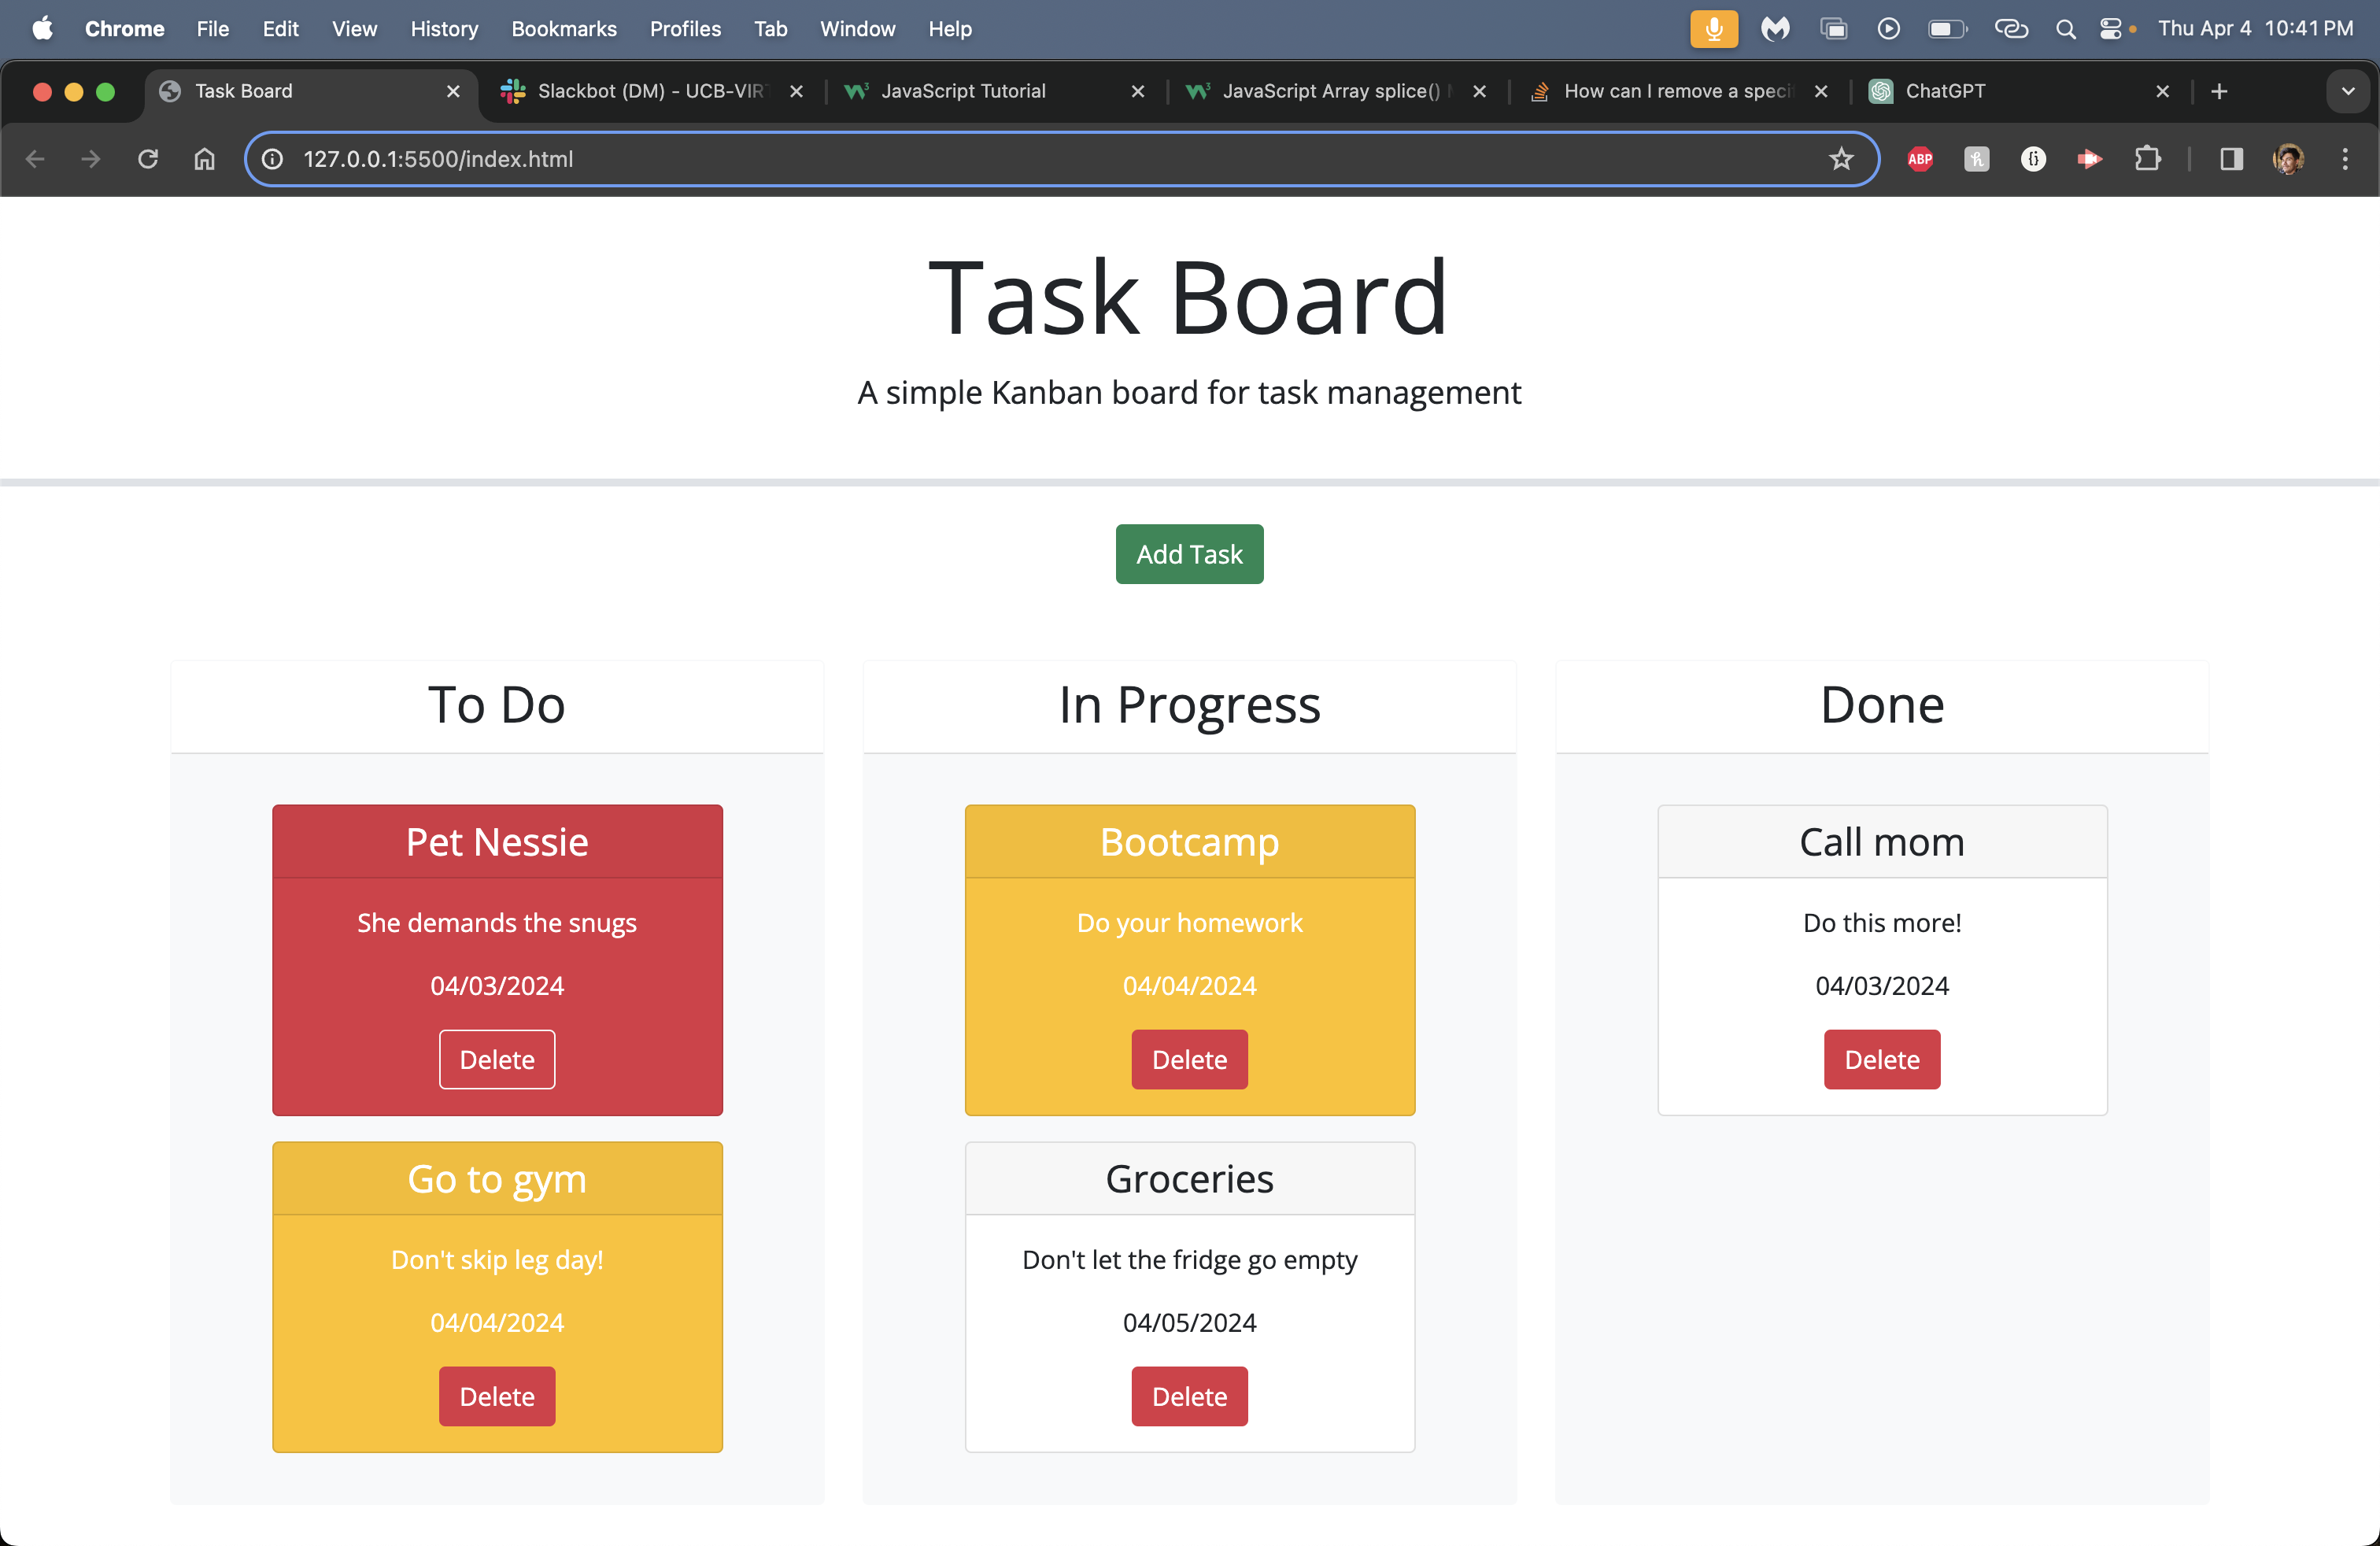 Chrome File Edit View History Bookmarks Profiles Tab Window Help Thu Apr 4 10:41 PM
Task Board Slackbot (DM) - UCB-VIR JavaScript Tutorial JavaScript Array splice() How can I remove a speci ChatGPT
127.0.0.1:5500/index.html ABP
Task Board
A simple Kanban board for task management
Add Task
To Do
Pet Nessie
She demands the snugs
04/03/2024
Delete
Go to gym
Don't skip leg day!
04/04/2024
Delete
In Progress
Bootcamp
Do your homework
04/04/2024
Delete
Groceries
Don't let the fridge go empty
04/05/2024
Delete
Done
Call mom
Do this more!
04/03/2024
Delete